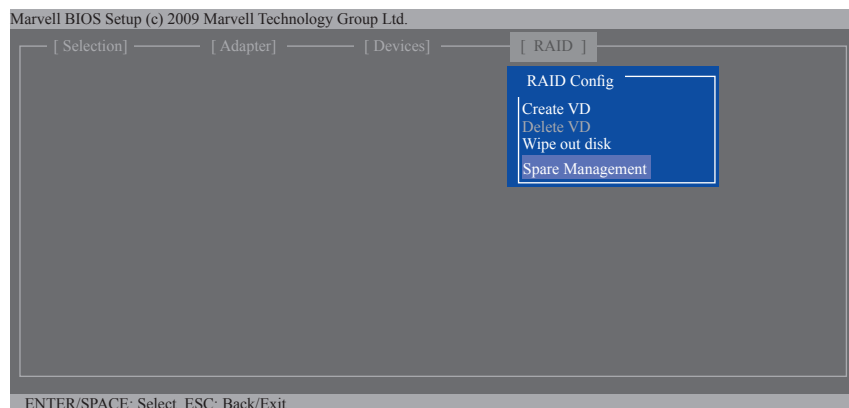 Marvell BIOS Setup (c) 2009 Marvell Technology Group Ltd.
[ Selection] [ Adapter] [ Devices] [ RAID ]
RAID Config
Create VD
Delete VD
Wipe out disk
Spare Management
ENTER/SPACE: Select ESC: Back/Exit